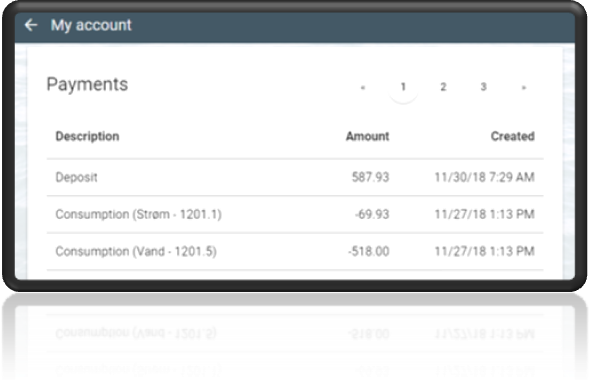 ← My account
Payments
« 1 2 3 »
Description Amount Created
Deposit 587.93 11/30/18 7:29 AM
Consumption (Strøm - 1201.1) -69.93 11/27/18 1:13 PM
Consumption (Vand - 1201.5) -518.00 11/27/18 1:13 PM